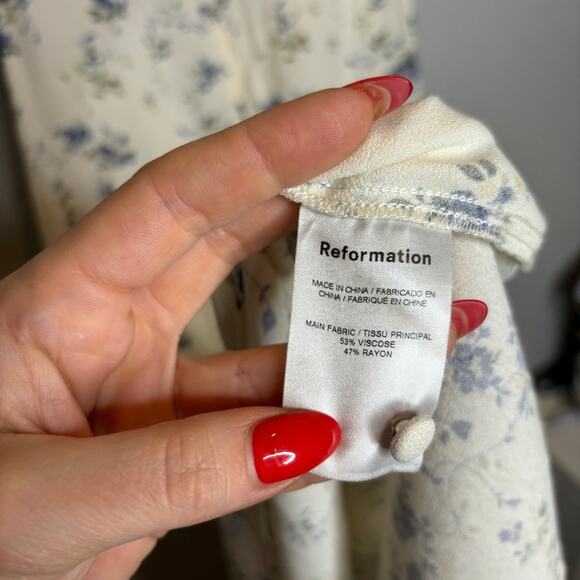 Reformation
MADE IN CHINA / FABRICADO EN
CHINA / FABRIQUÉ EN CHINE
MAIN FABRIC / TISSU PRINCIPAL
53% VISCOSE
47% RAYON